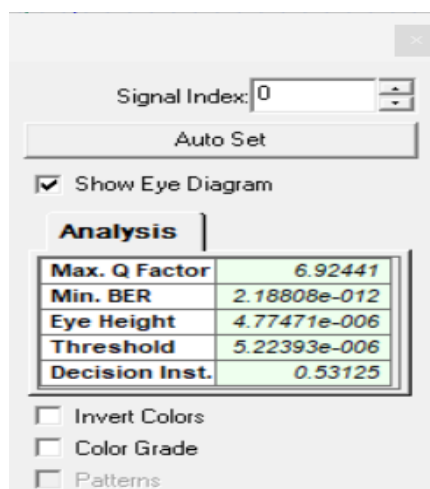 Signal Index: 0
Auto Set
Show Eye Diagram
Analysis
Max. Q Factor 6.92441
Min. BER 2.18808e-012
Eye Height 4.77471e-006
Threshold 5.22393e-006
Decision Inst. 0.53125
Invert Colors
Color Grade
Patterns